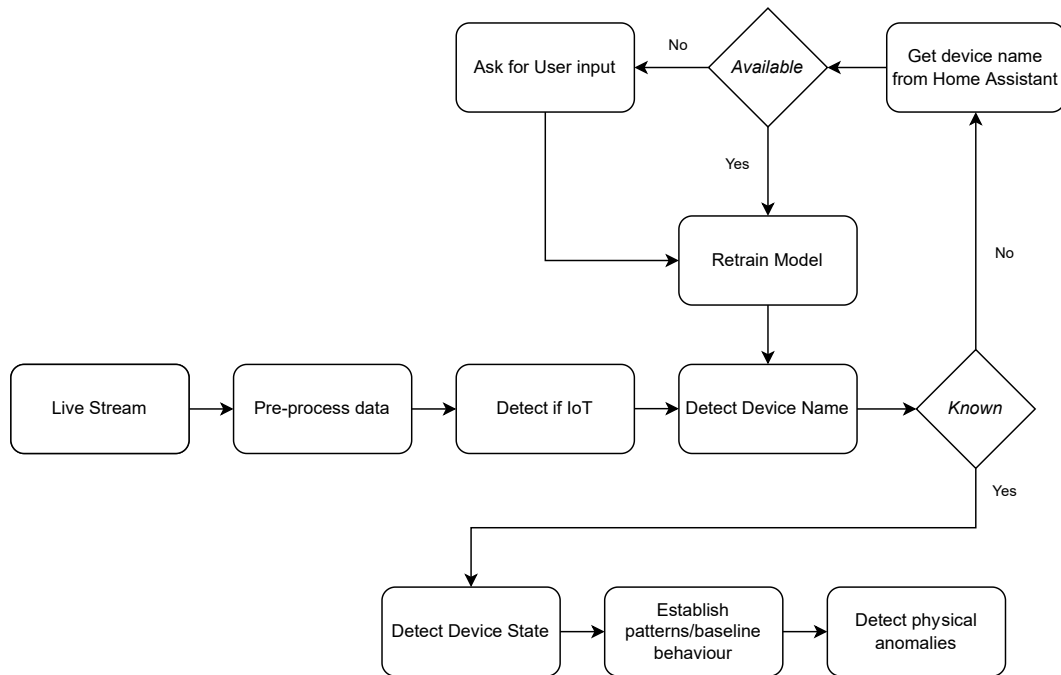 No
Ask for User input
Available
Get device name
from Home Assistant
Yes
Retrain Model
No
Live Stream
Pre-process data
Detect if IoT
Detect Device Name
Known
Yes
Detect Device State
Establish
patterns/baseline
behaviour
Detect physical
anomalies